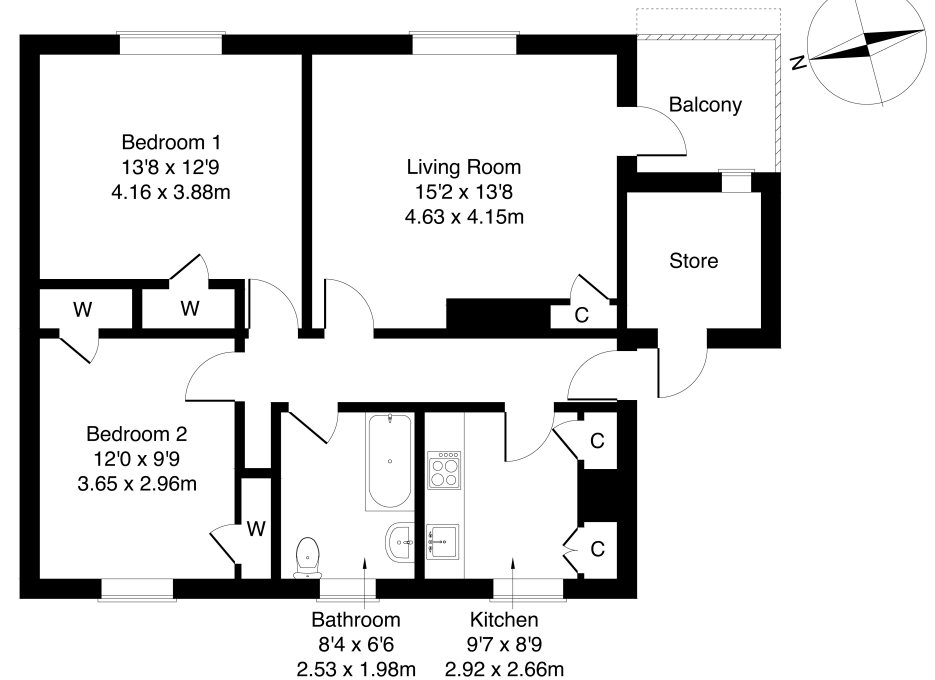 N
Balcony
Bedroom 1
13'8 x 12'9
4.16 x 3.88m
Living Room
15'2 x 13'8
4.63 x 4.15m
Store
W
W
C
Bedroom 2
12'0 x 9'9
3.65 x 2.96m
C
W
C
Bathroom
8'4 x 6'6
2.53 x 1.98m
Kitchen
9'7 x 8'9
2.92 x 2.66m